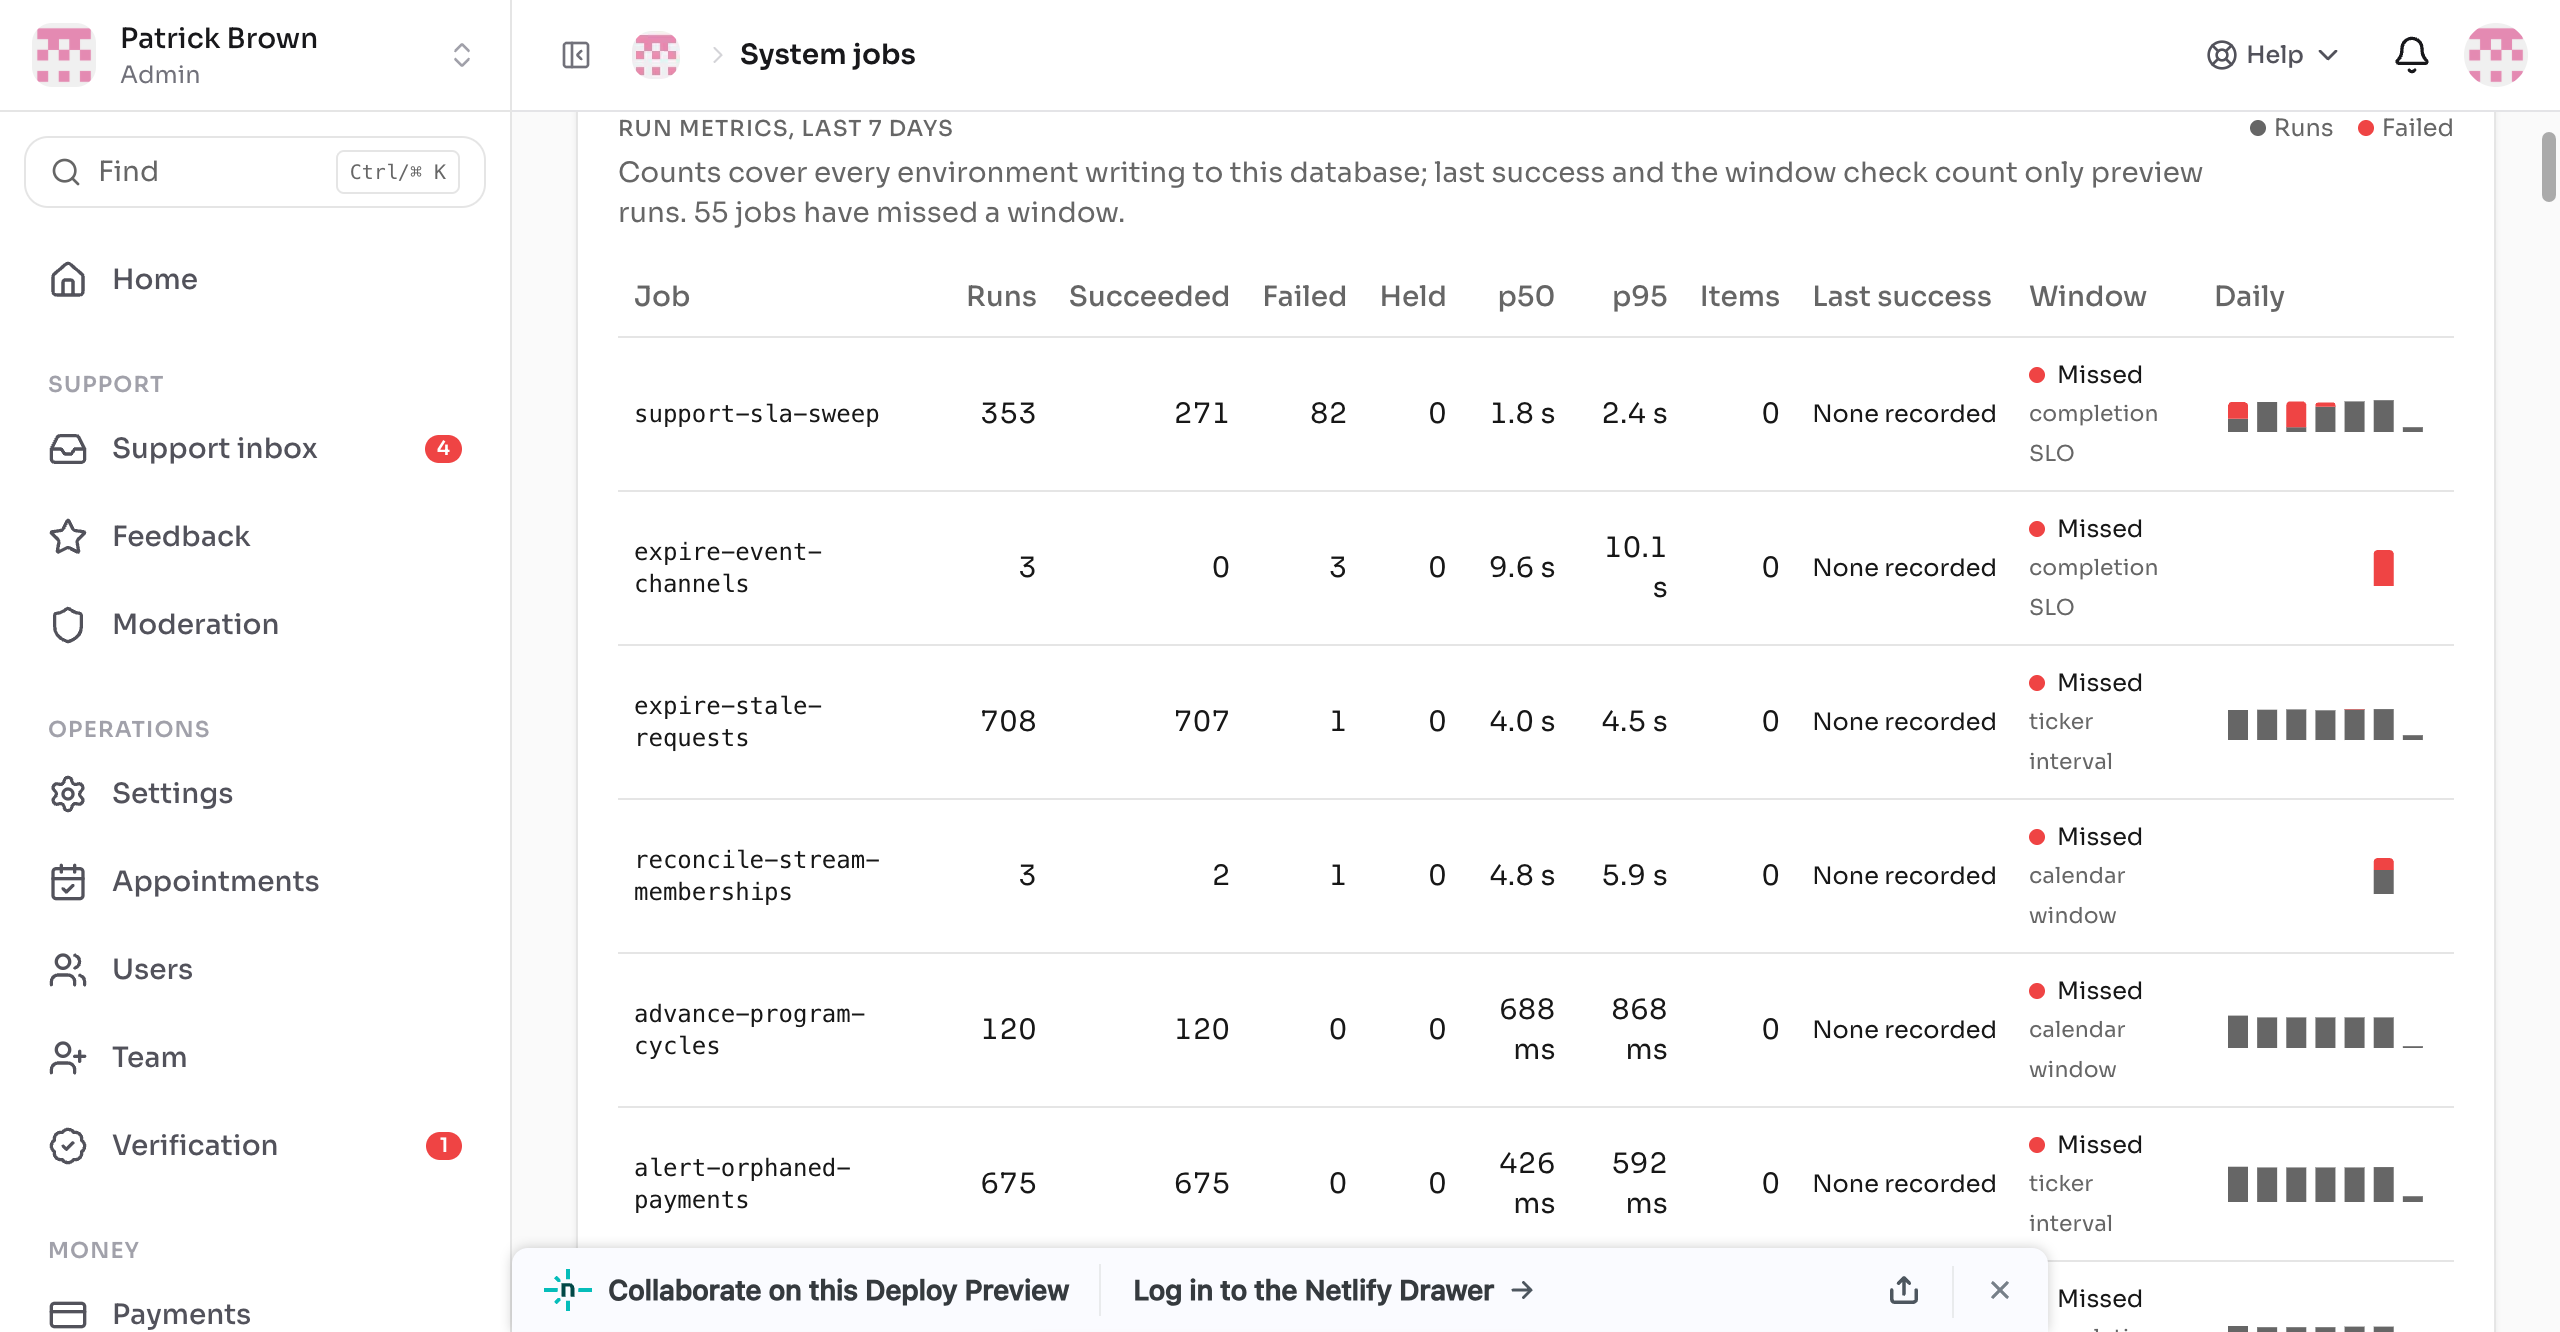 Patrick Brown
Admin
System jobs
Help
Find
Ctrl/⌘ K
Home
SUPPORT
Support inbox
4
Feedback
Moderation
OPERATIONS
Settings
Appointments
Users
Team
Verification
1
MONEY
Payments
RUN METRICS, LAST 7 DAYS
Runs
Failed
Counts cover every environment writing to this database; last success and the window check count only preview
runs. 55 jobs have missed a window.
Job Runs Succeeded Failed Held p50 p95 Items Last success Window Daily
support-sla-sweep 353 271 82 0 1.8 s 2.4 s 0 None recorded Missed
completion
SLO
expire-event-
channels 3 0 3 0 9.6 s 10.1
s 0 None recorded Missed
completion
SLO
expire-stale-
requests 708 707 1 0 4.0 s 4.5 s 0 None recorded Missed
ticker
interval
reconcile-stream-
memberships 3 2 1 0 4.8 s 5.9 s 0 None recorded Missed
calendar
window
advance-program-
cycles 120 120 0 0 688
ms 868
ms 0 None recorded Missed
calendar
window
alert-orphaned-
payments 675 675 0 0 426
ms 592
ms 0 None recorded Missed
ticker
interval
Missed
n Collaborate on this Deploy Preview
Log in to the Netlify Drawer →